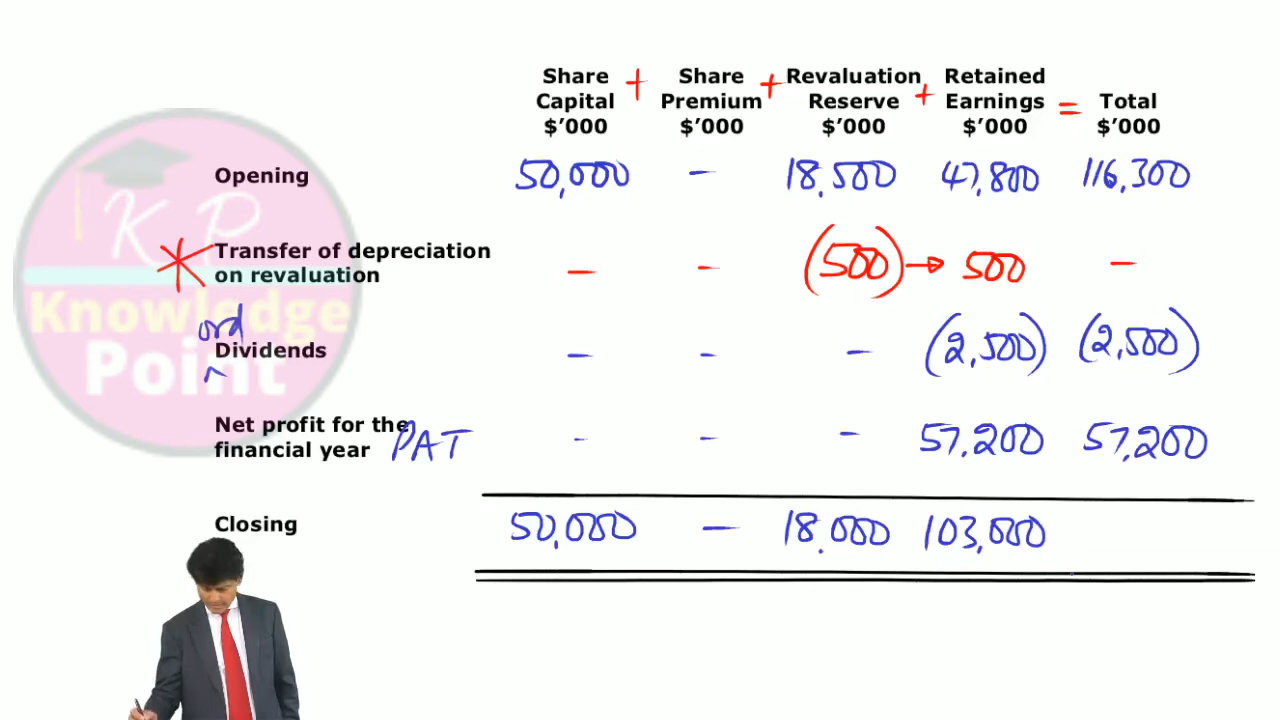 Share + Share + Revaluation + Retained
Capital Premium Reserve Earnings = Total
$'000 $'000 $'000 $'000 $'000
Opening 50,000 - 18,500 47,800 116,300
* Transfer of depreciation
on revaluation - - (500) → 500 -
ord
Dividends - - - (2,500) (2,500)
^
Net profit for the
financial year PAT - - - 57,200 57,200
Closing 50,000 - 18,000 103,000
KP
Knowledge
Point